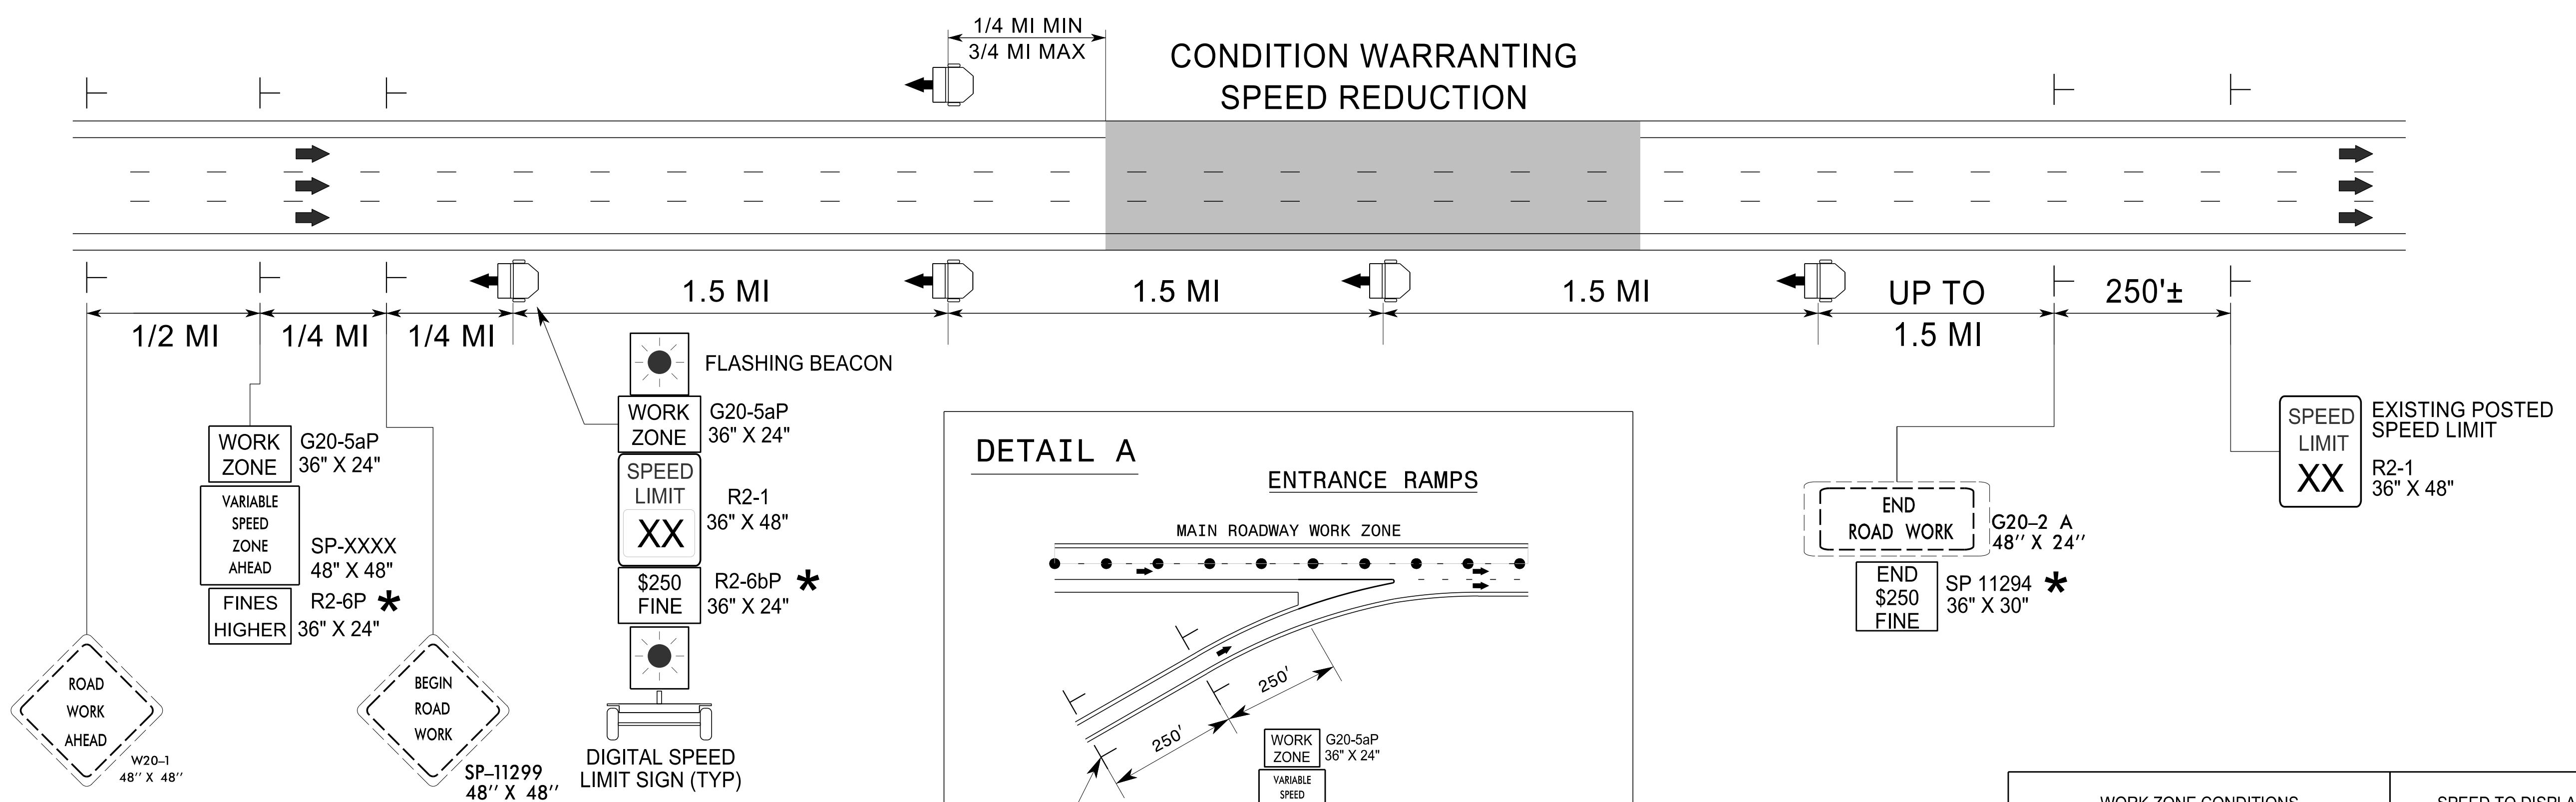 1/4 MI MIN
3/4 MI MAX
CONDITION WARRANTING
SPEED REDUCTION
1/2 MI
1/4 MI
1/4 MI
1.5 MI
1.5 MI
1.5 MI
UP TO
1.5 MI
250'±
FLASHING BEACON
WORK
ZONE
G20-5aP
36" X 24"
VARIABLE
SPEED
ZONE
AHEAD
SP-XXXX
48" X 48"
FINES
HIGHER
R2-6P *
36" X 24"
ROAD
WORK
AHEAD
W20-1
48'' X 48''
BEGIN
ROAD
WORK
SP-11299
48'' X 48''
WORK
ZONE
G20-5aP
36" X 24"
SPEED
LIMIT
XX
R2-1
36" X 48"
$250
FINE
R2-6bP *
36" X 24"
DIGITAL SPEED
LIMIT SIGN (TYP)
DETAIL A
ENTRANCE RAMPS
MAIN ROADWAY WORK ZONE
250'
250'
WORK
ZONE
G20-5aP
36" X 24"
VARIABLE
SPEED
END
ROAD WORK
G20-2 A
48'' X 24''
END
$250
FINE
SP 11294 *
36" X 30"
SPEED
LIMIT
XX
EXISTING POSTED
SPEED LIMIT
R2-1
36" X 48"
WORK ZONE CONDITIONS
SPEED TO DISPLA